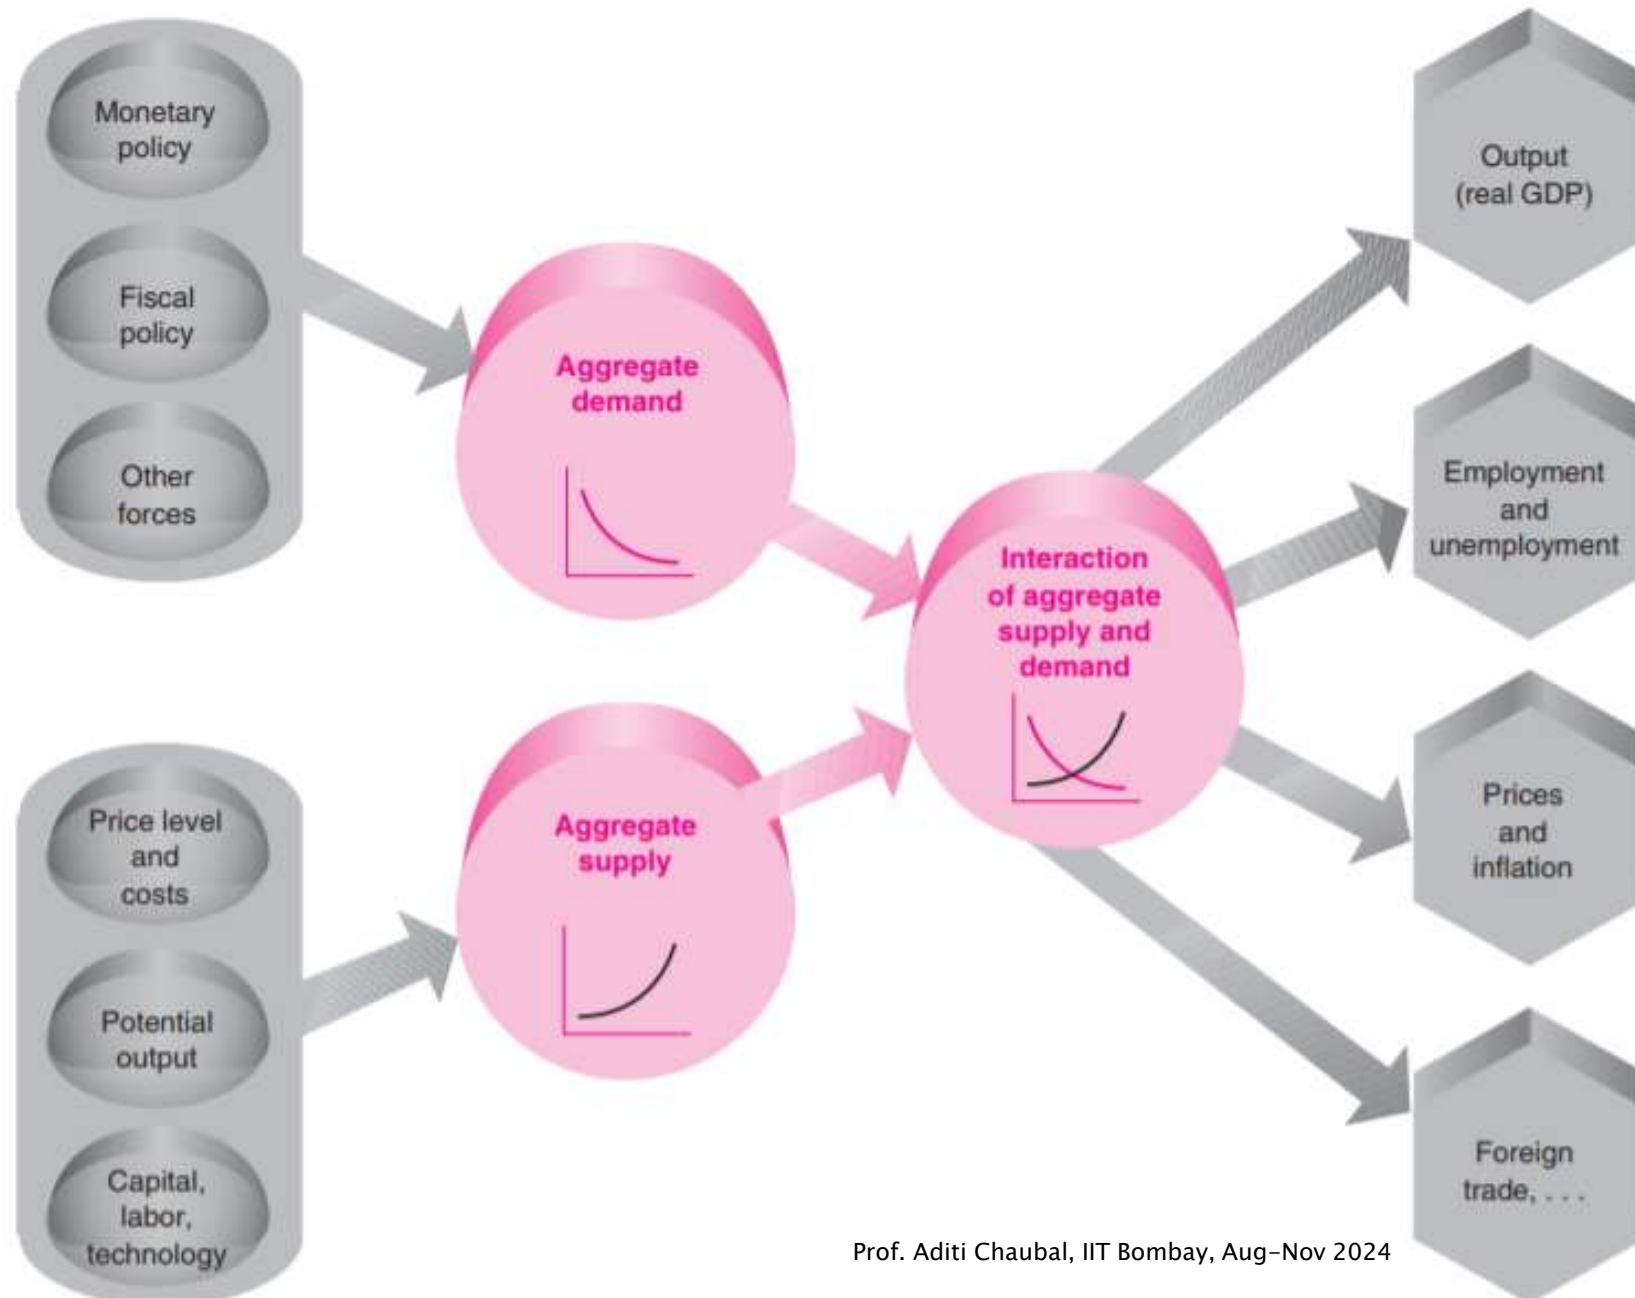 Monetary
policy
Fiscal
policy
Other
forces
Price level
and
costs
Potential
output
Capital,
labor,
technology
Aggregate
demand
Aggregate
supply
Interaction
of aggregate
supply and
demand
Output
(real GDP)
Employment
and
unemployment
Prices
and
inflation
Foreign
trade, . . .
Prof. Aditi Chaubal, IIT Bombay, Aug–Nov 2024